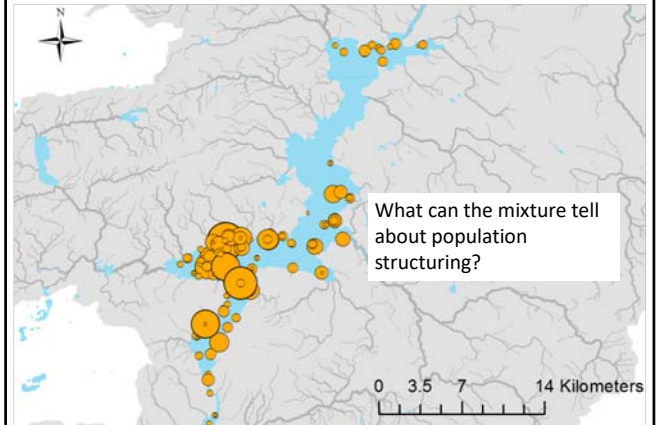 N
What can the mixture tell
about population
structuring?
0 3.5 7 14 Kilometers